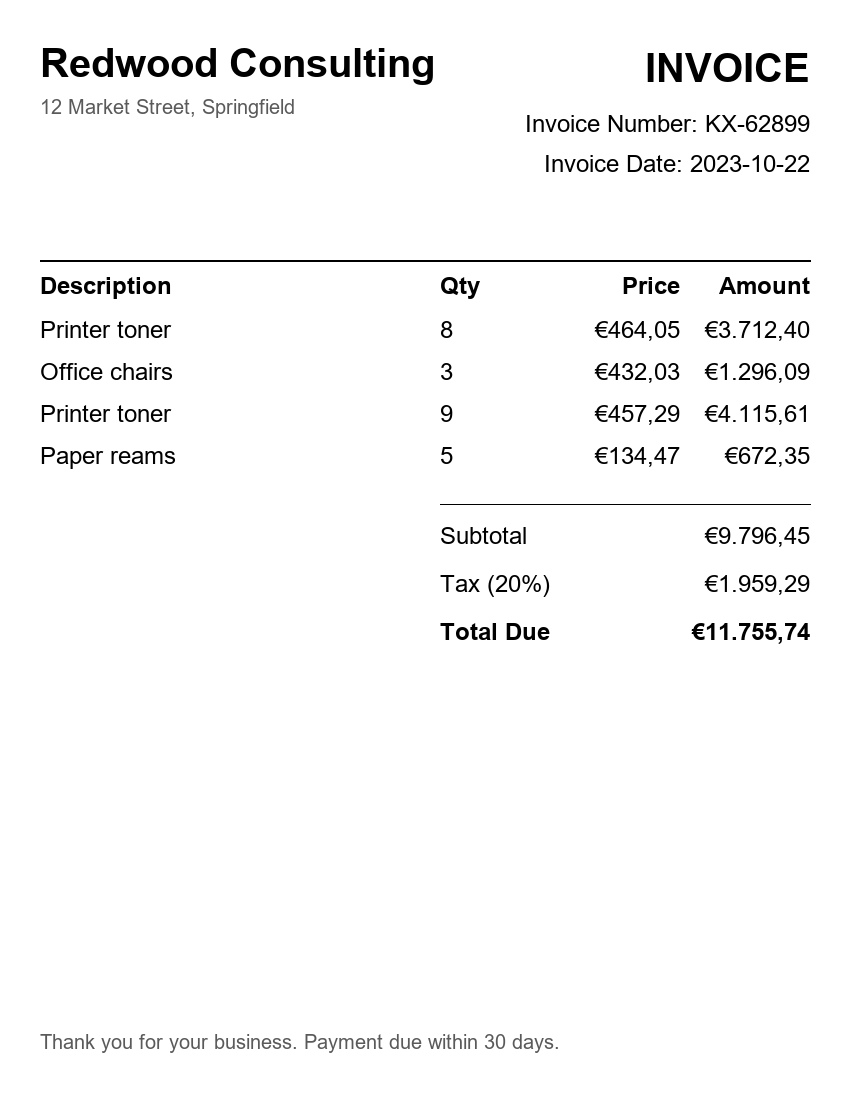 Redwood Consulting
12 Market Street, Springfield
INVOICE
Invoice Number: KX-62899
Invoice Date: 2023-10-22
Description Qty Price Amount
Printer toner 8 €464,05 €3.712,40
Office chairs 3 €432,03 €1.296,09
Printer toner 9 €457,29 €4.115,61
Paper reams 5 €134,47 €672,35
Subtotal €9.796,45
Tax (20%) €1.959,29
Total Due €11.755,74
Thank you for your business. Payment due within 30 days.